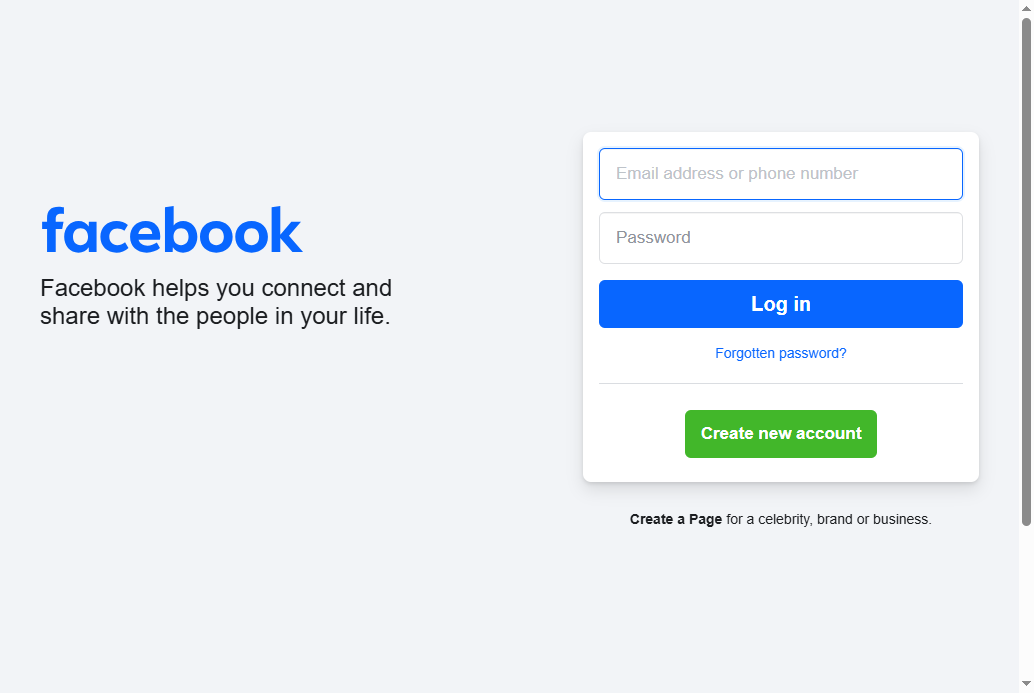 facebook
Facebook helps you connect and
share with the people in your life.
Email address or phone number
Password
Log in
Forgotten password?
Create new account
Create a Page for a celebrity, brand or business.